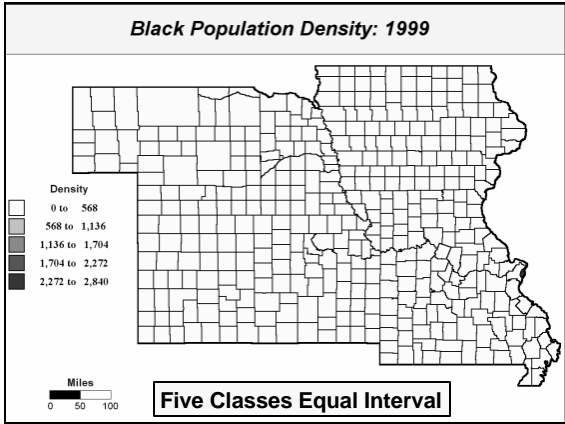 Black Population Density: 1999
Density
0 to 568
568 to 1,136
1,136 to 1,704
1,704 to 2,272
2,272 to 2,840
Miles
0 50 100
Five Classes Equal Interval